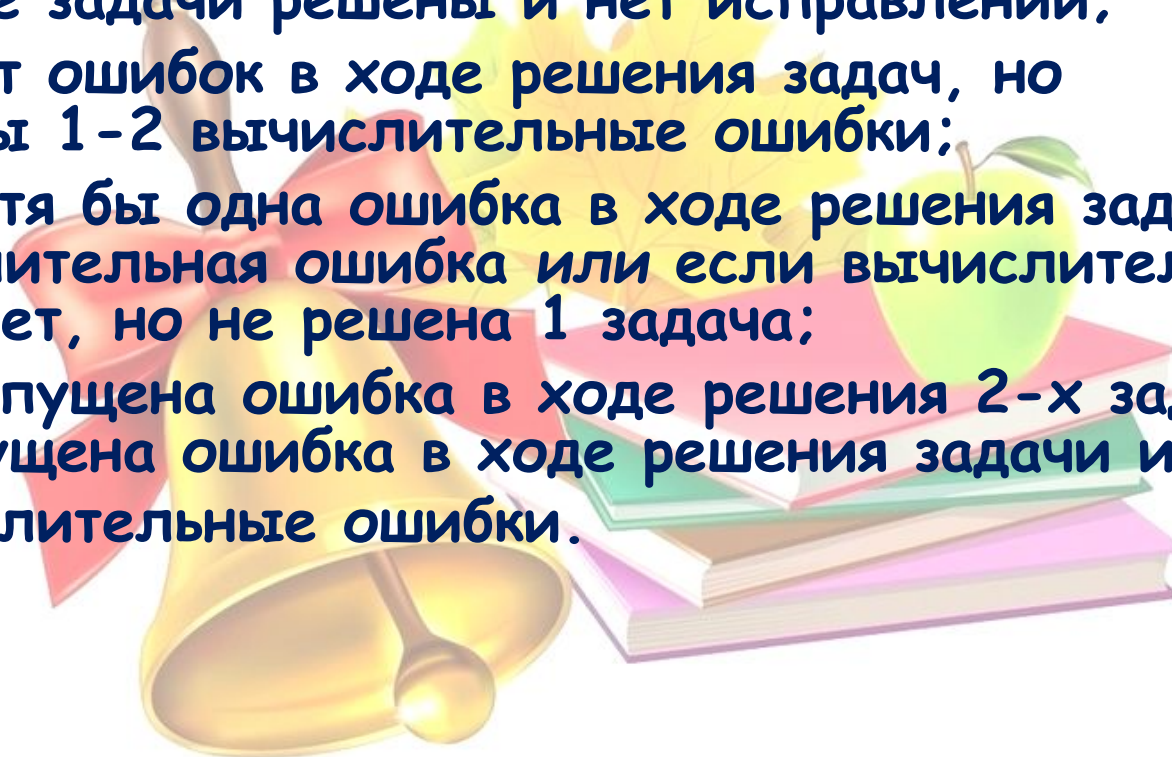 е задачи решены и нет исправлений;
т ошибок в ходе решения задач, но
ы 1-2 вычислительные ошибки;
тя бы одна ошибка в ходе решения зад
ительная ошибка или если вычислител
ет, но не решена 1 задача;
пущена ошибка в ходе решения 2-х за
ущена ошибка в ходе решения задачи и
лительные ошибки.